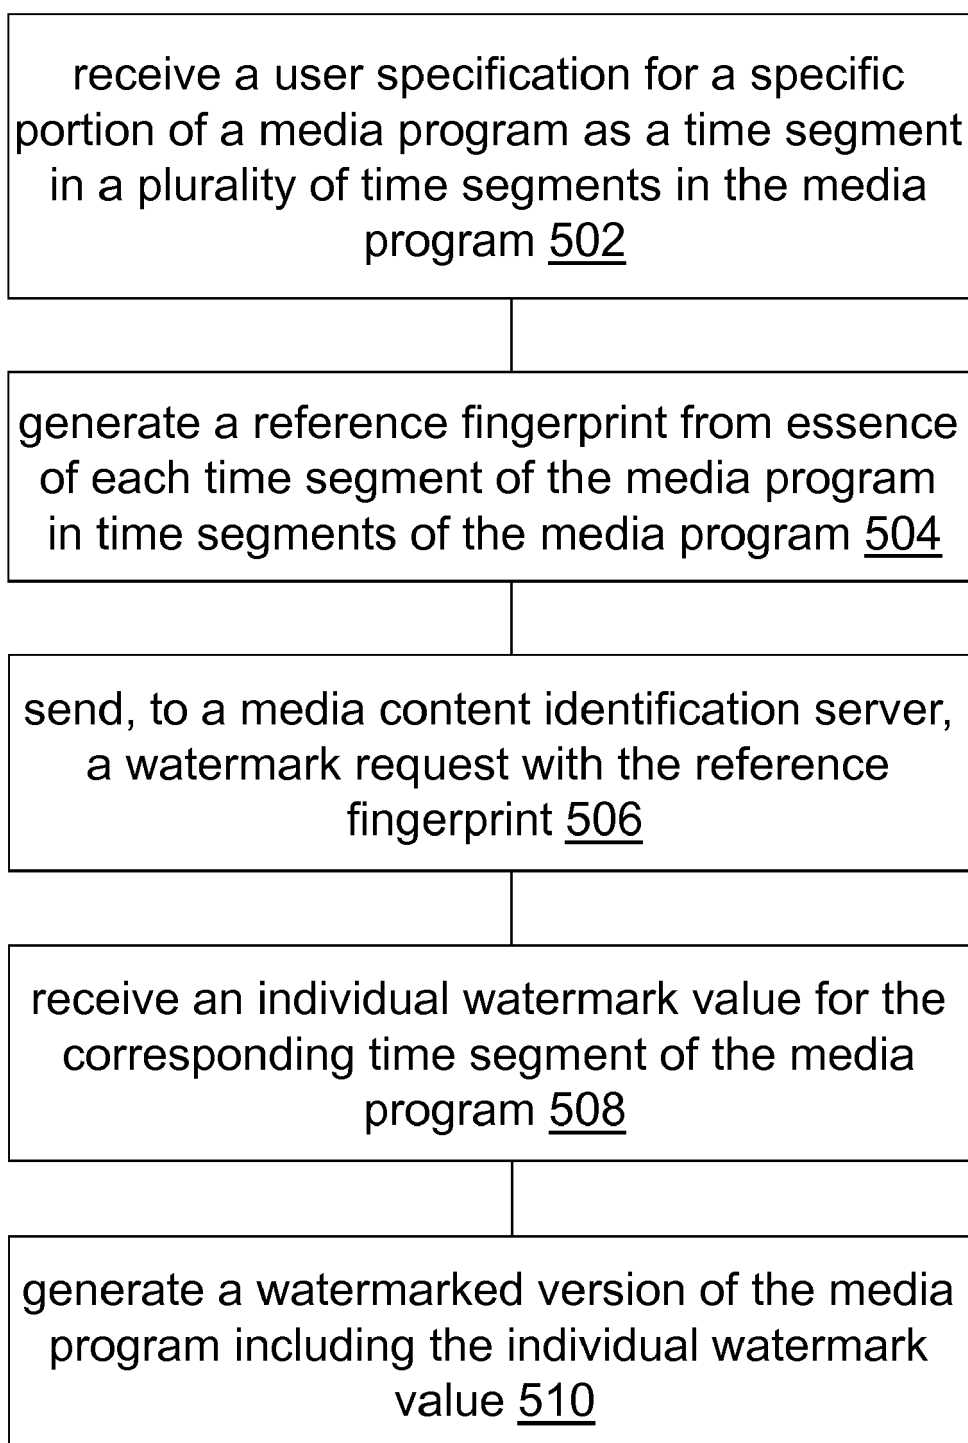 receive a user specification for a specific
portion of a media program as a time segment
in a plurality of time segments in the media
program 502
generate a reference fingerprint from essence
of each time segment of the media program
in time segments of the media program 504
send, to a media content identification server,
a watermark request with the reference
fingerprint 506
receive an individual watermark value for the
corresponding time segment of the media
program 508
generate a watermarked version of the media
program including the individual watermark
value 510